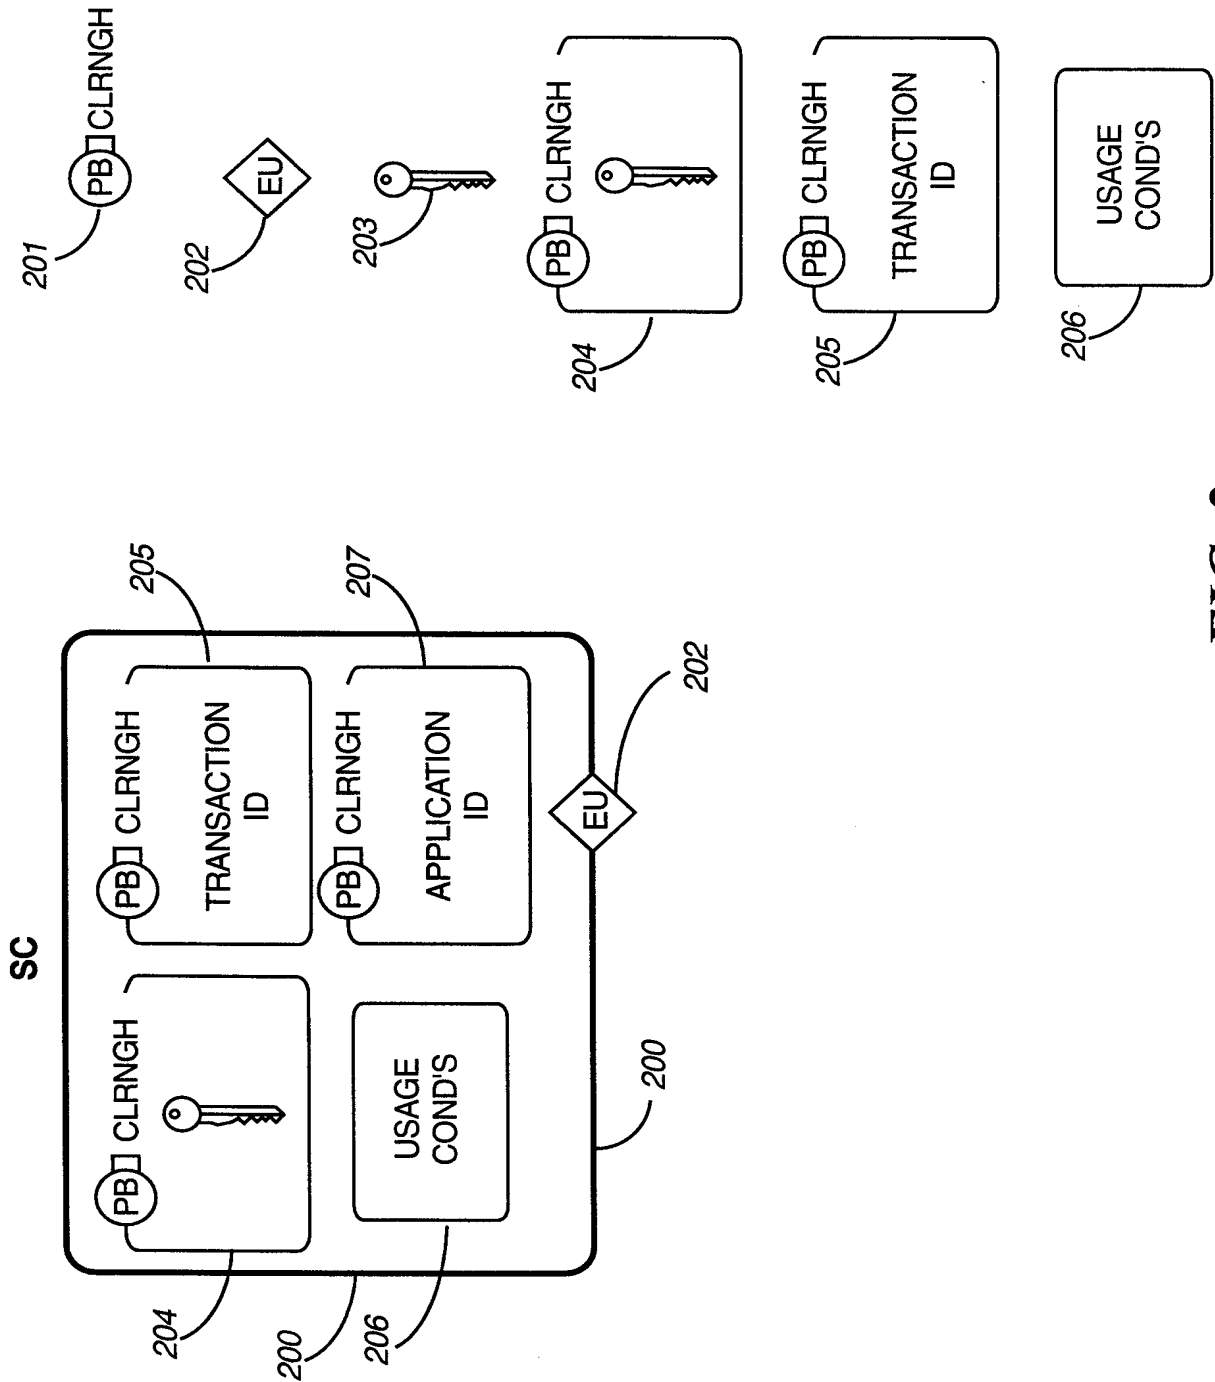 SC
204
PB CLRNGH
PB CLRNGH
205
TRANSACTION
ID
200
206
USAGE
COND'S
PB CLRNGH
207
APPLICATION
ID
EU
200
202
201
PB CLRNGH
202
EU
203
204
PB CLRNGH
205
PB CLRNGH
TRANSACTION
ID
206
USAGE
COND'S